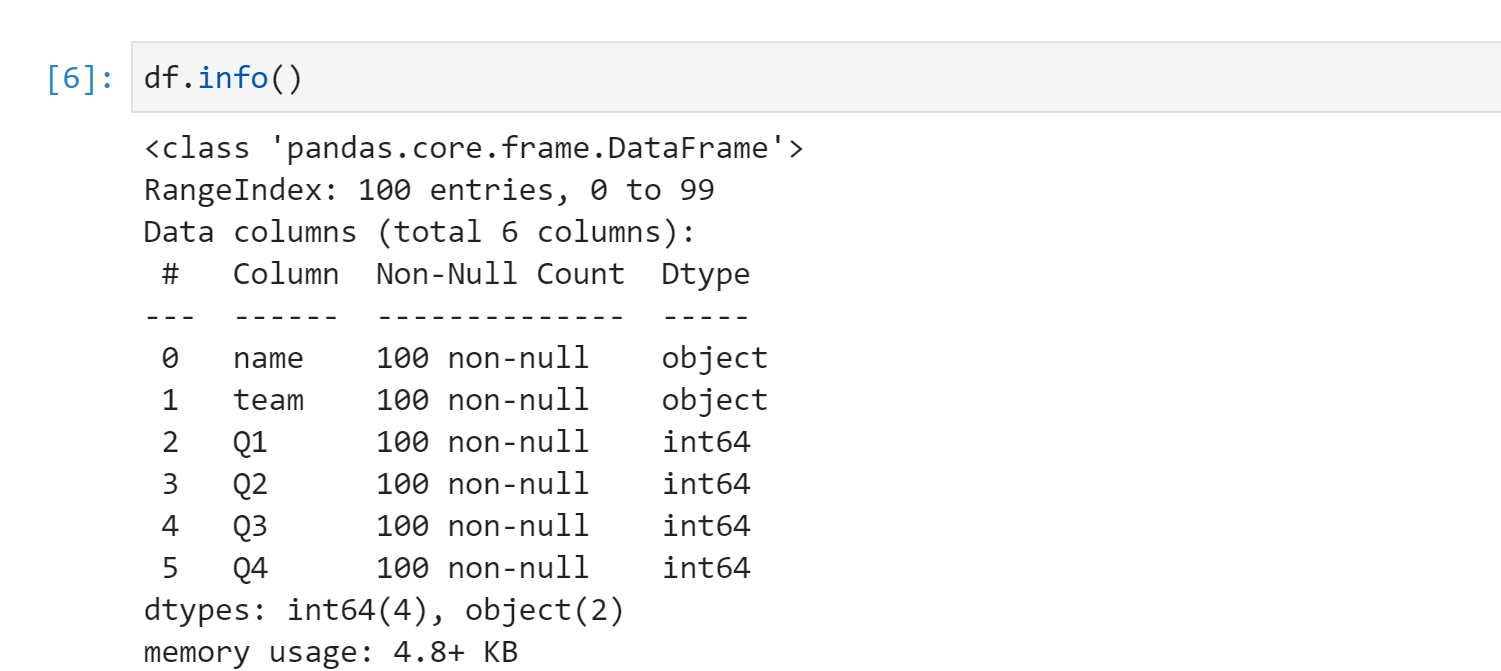 [6]: df.info()
<class 'pandas.core.frame.DataFrame'>
RangeIndex: 100 entries, 0 to 99
Data columns (total 6 columns):
 #   Column  Non-Null Count  Dtype
---  ------  --------------  -----
 0   name    100 non-null    object
 1   team    100 non-null    object
 2   Q1      100 non-null    int64
 3   Q2      100 non-null    int64
 4   Q3      100 non-null    int64
 5   Q4      100 non-null    int64
dtypes: int64(4), object(2)
memory usage: 4.8+ KB